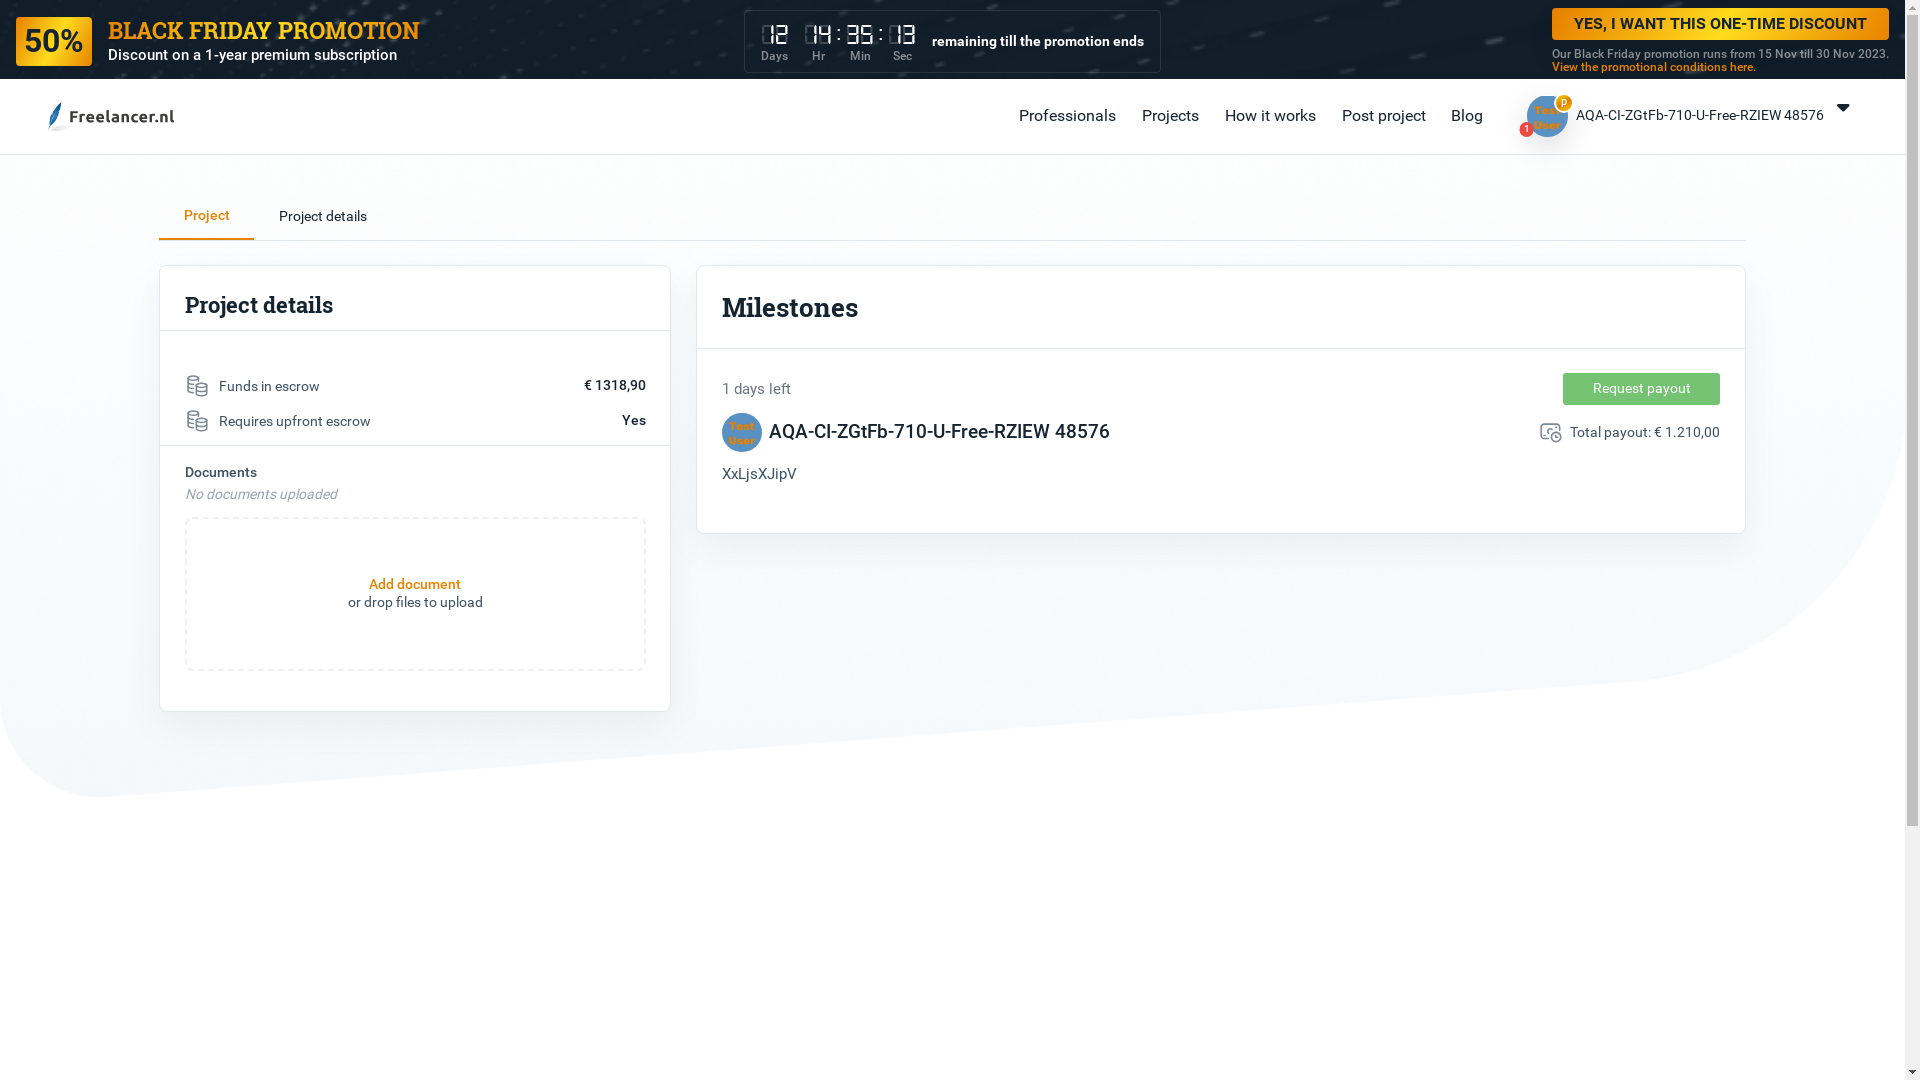 50%
BLACK FRIDAY PROMOTION
Discount on a 1-year premium subscription
12 14 : 35 : 13
Days Hr Min Sec
remaining till the promotion ends
YES, I WANT THIS ONE-TIME DISCOUNT
Our Black Friday promotion runs from 15 Nov till 30 Nov 2023.
View the promotional conditions here.
Freelancer.nl
Professionals
Projects
How it works
Post project
Blog
Test
User
P
1
AQA-CI-ZGtFb-710-U-Free-RZIEW 48576
Project
Project details
Project details
Funds in escrow € 1318,90
Requires upfront escrow Yes
Documents
No documents uploaded
Add document
or drop files to upload
Milestones
1 days left
Request payout
Test
User
AQA-CI-ZGtFb-710-U-Free-RZIEW 48576
Total payout: € 1.210,00
XxLjsXJipV